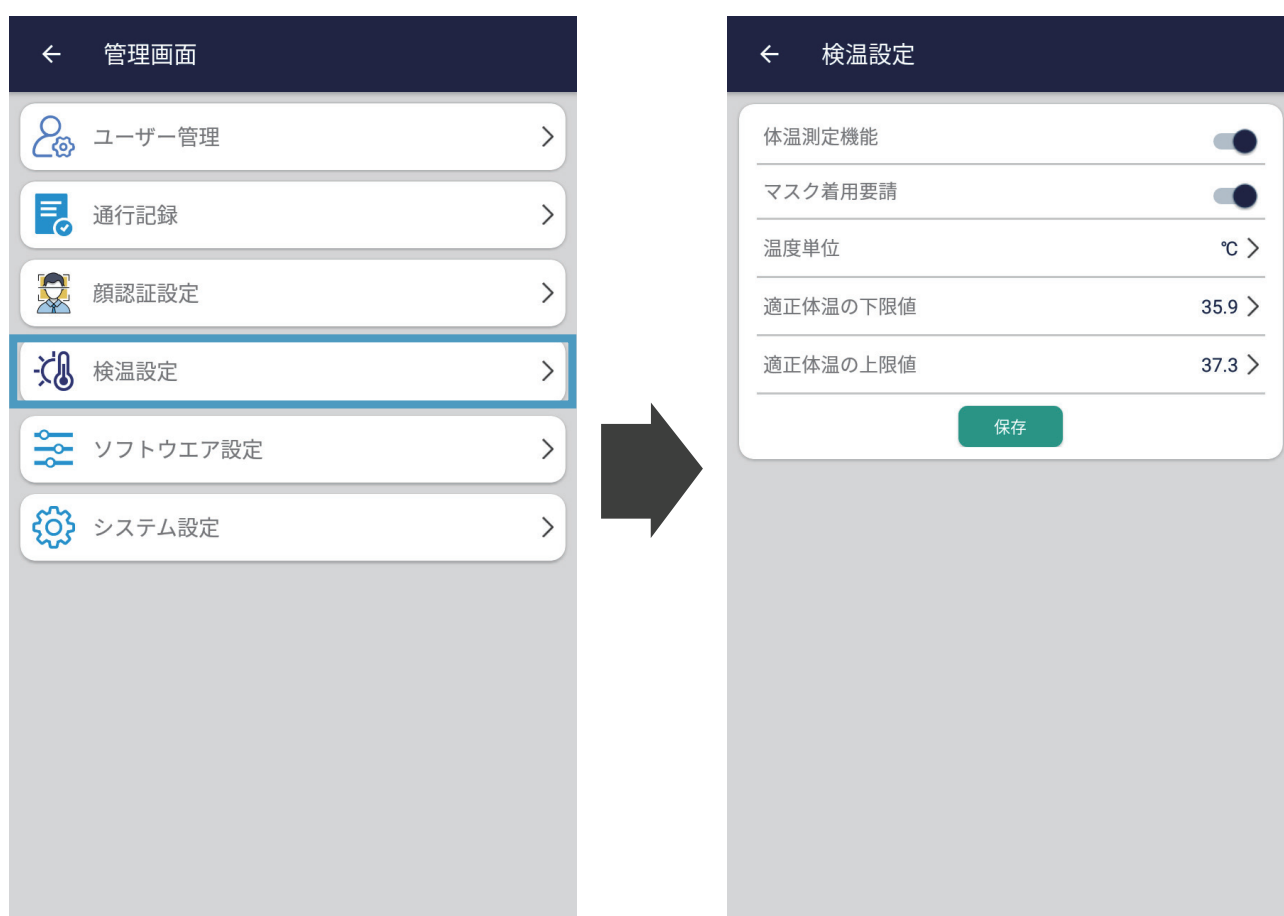 管理画面
ユーザー管理
通行記録
顔認証設定
検温設定
ソフトウエア設定
システム設定
検温設定
体温測定機能
マスク着用要請
温度単位 ℃
適正体温の下限値 35.9
適正体温の上限値 37.3
保存